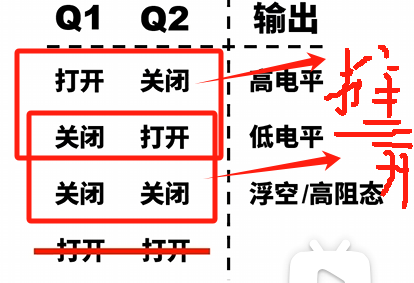 Q1 Q2 输出
打开 关闭 高电平
关闭 打开 低电平
关闭 关闭 浮空/高阻态
打开 打开
推
开